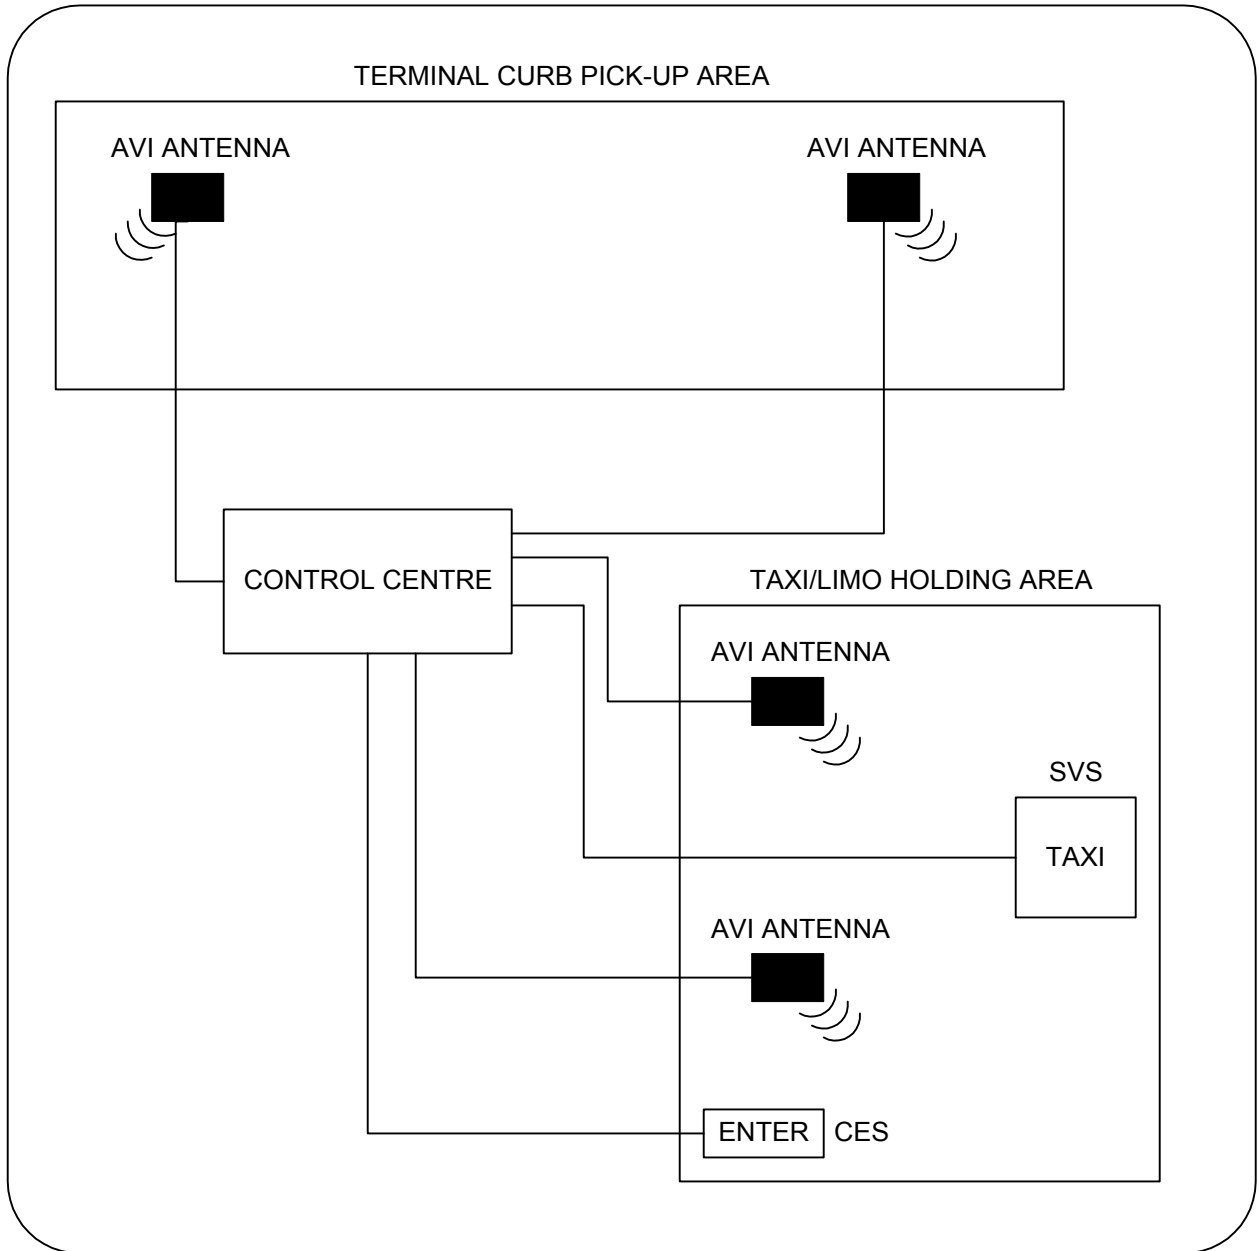 TERMINAL CURB PICK-UP AREA
AVI ANTENNA
AVI ANTENNA
CONTROL CENTRE
TAXI/LIMO HOLDING AREA
AVI ANTENNA
SVS
TAXI
AVI ANTENNA
ENTER
CES